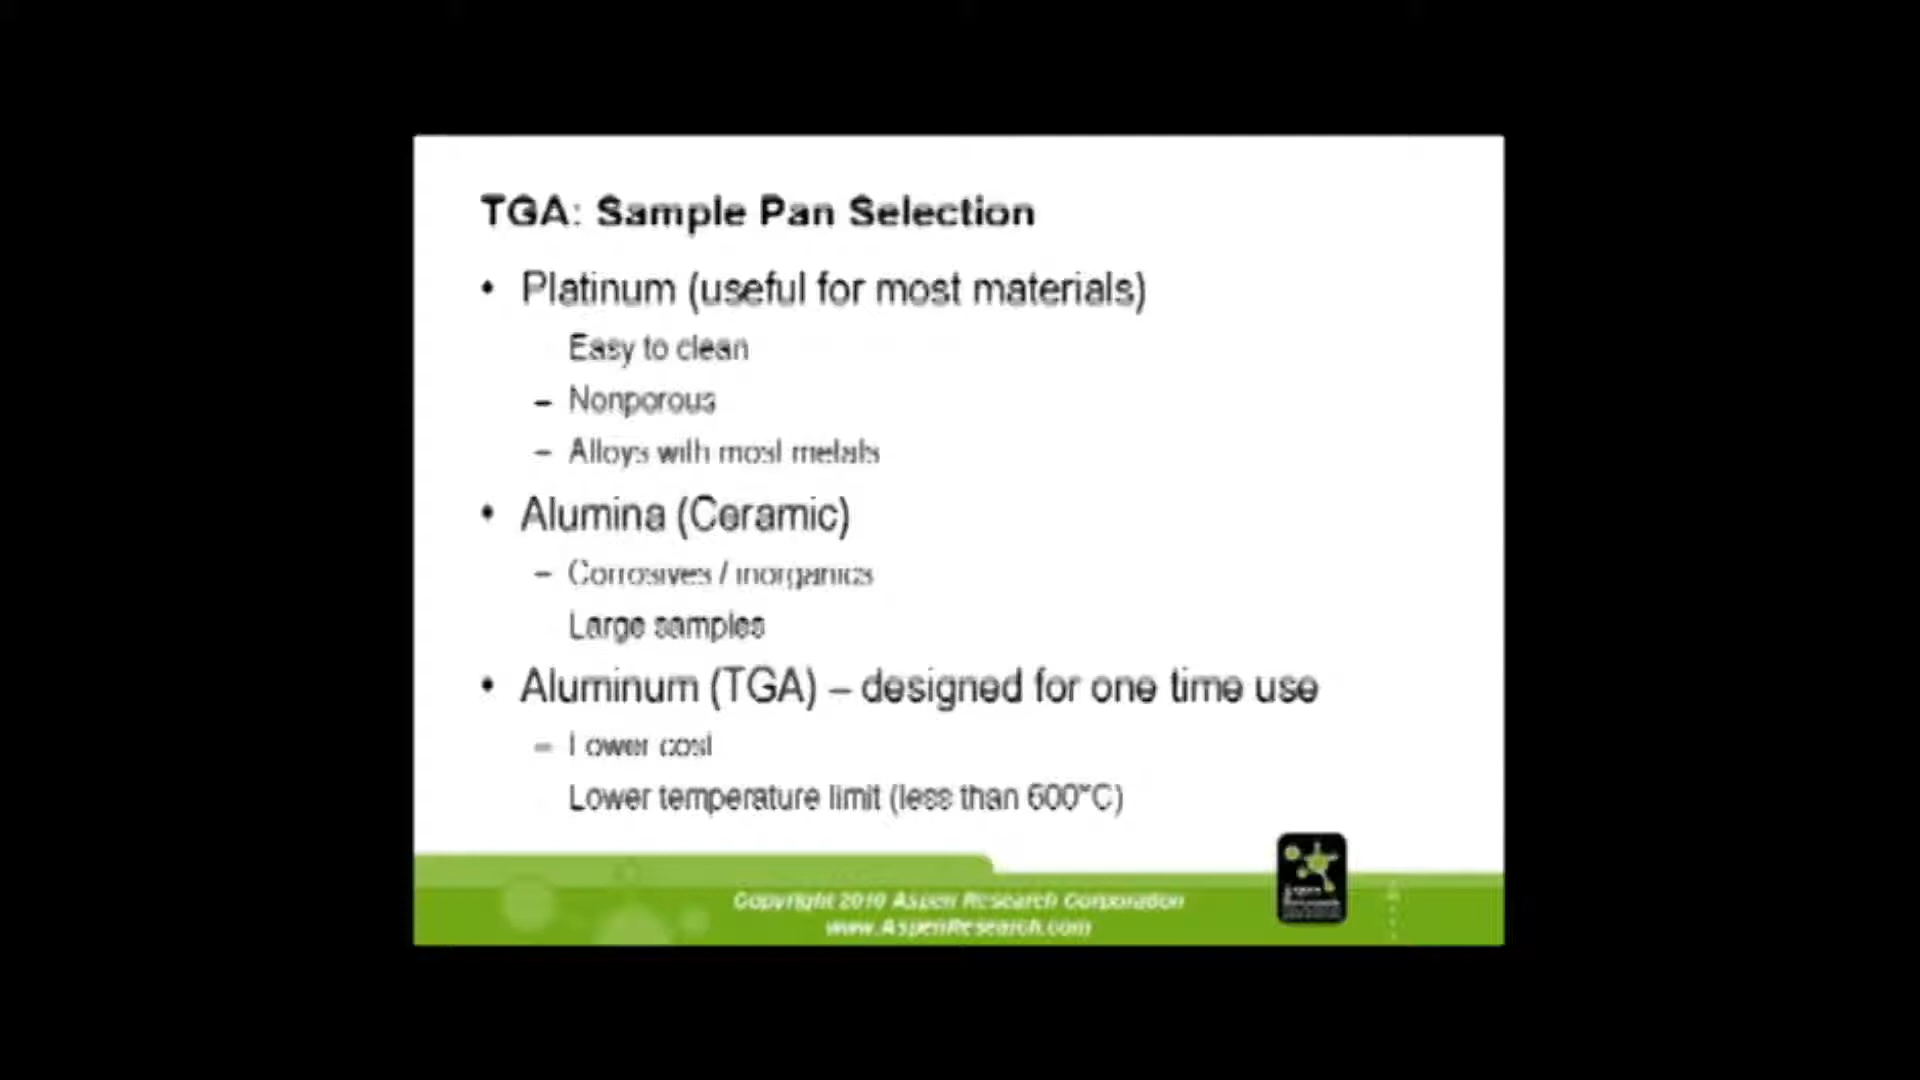 TGA: Sample Pan Selection
• Platinum (useful for most materials)
Easy to clean
– Nonporous
– Alloys with most metals
• Alumina (Ceramic)
– Corrosives / inorganics
Large samples
• Aluminum (TGA) – designed for one time use
– Lower cost
Lower temperature limit (less than 600°C)
Copyright 2010 Aspen Research Corporation
www.AspenResearch.com